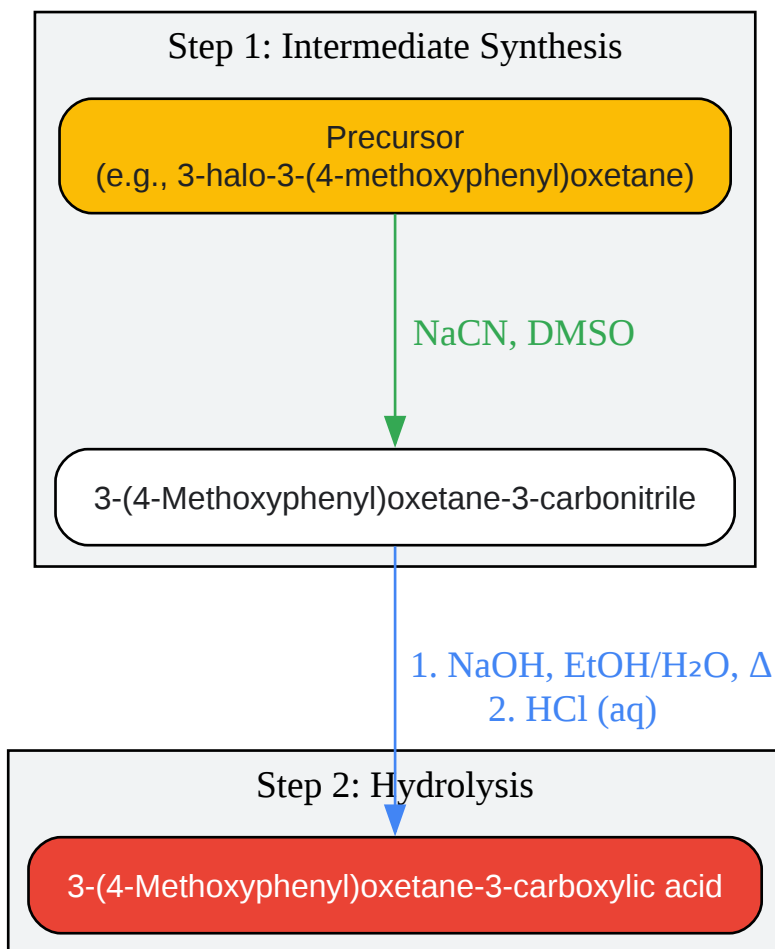 Step 1: Intermediate Synthesis
Precursor
(e.g., 3-halo-3-(4-methoxyphenyl)oxetane)
NaCN, DMSO
3-(4-Methoxyphenyl)oxetane-3-carbonitrile
1. NaOH, EtOH/H₂O, Δ
2. HCl (aq)
Step 2: Hydrolysis
3-(4-Methoxyphenyl)oxetane-3-carboxylic acid